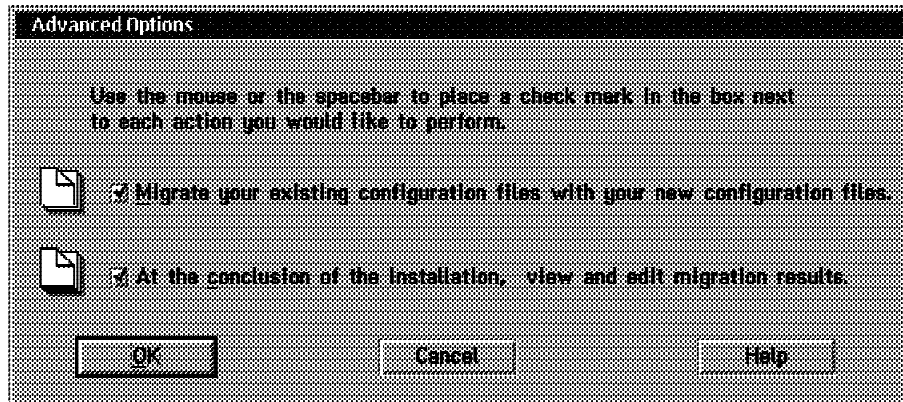 Advanced Options
Use the mouse or the spacebar to place a check mark in the box next
to each action you would like to perform.
Migrate your existing configuration files with your new configuration files.
At the conclusion of the installation, view and edit migration results.
OK
Cancel
Help